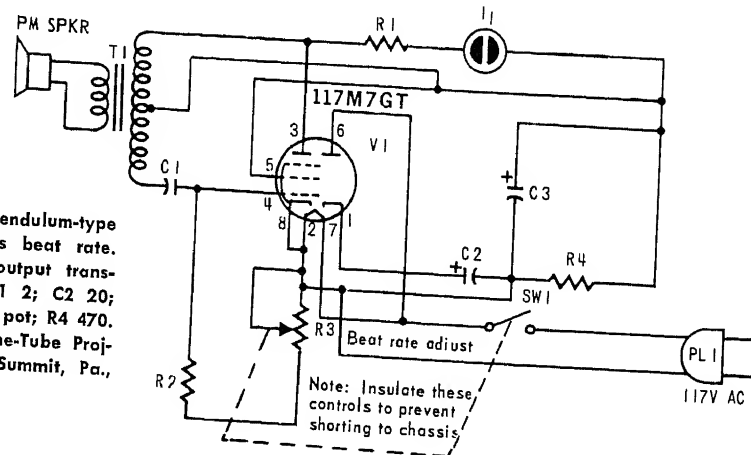 PM SPKR
T1
R1
I1
117M7GT
3
6
V1
5
4
8
2
7
1
C1
C2
+
C3
+
R4
SW1
R3
Beat rate adjust
R2
Note: Insulate these
controls to prevent
shorting to chassis
PL1
117V AC
endulum-type
s beat rate.
output trans-
1 2; C2 20;
pot; R4 470.
ne-Tube Proj-
Summit, Pa.,